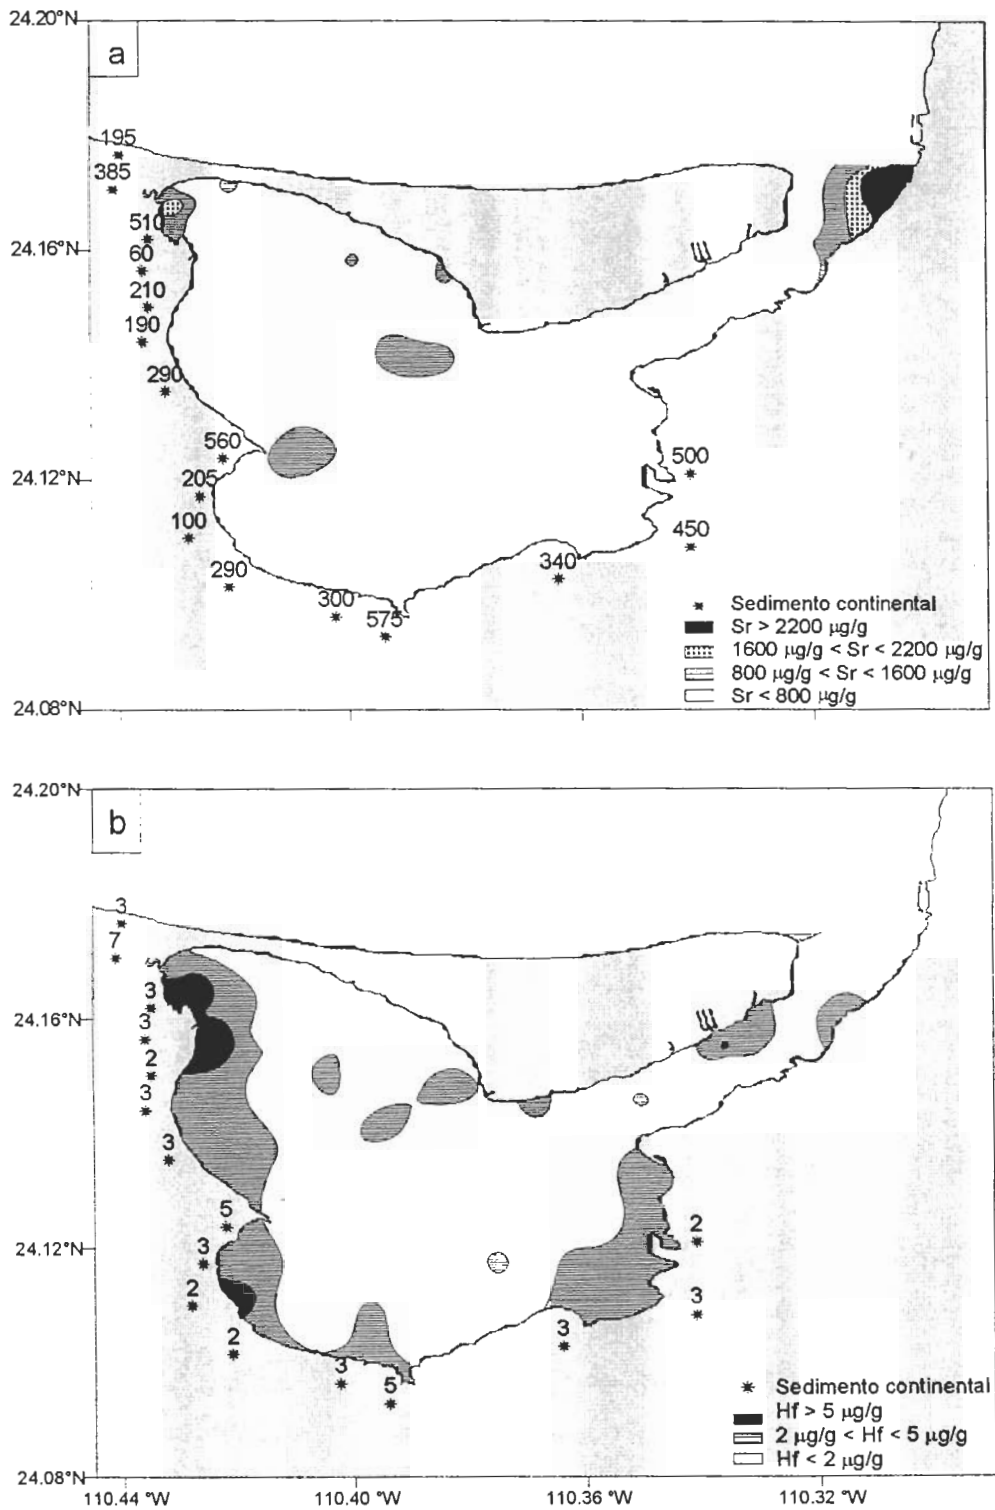 24.20°N
a
195
385
510
24.16°N
60
210
190
290
560
500
24.12°N
205
100
450
290
340
300
575
Sedimento continental
Sr > 2200 µg/g
1600 µg/g < Sr < 2200 µg/g
800 µg/g < Sr < 1600 µg/g
Sr < 800 µg/g
24.08°N
24.20°N
b
3
7
3
24.16°N
3
2
3
3
5
2
3
24.12°N
2
3
2
3
3
5
Sedimento continental
Hf > 5 µg/g
2 µg/g < Hf < 5 µg/g
Hf < 2 µg/g
24.08°N
110.44 °W
110.40 °W
110.36 °W
110.32 °W